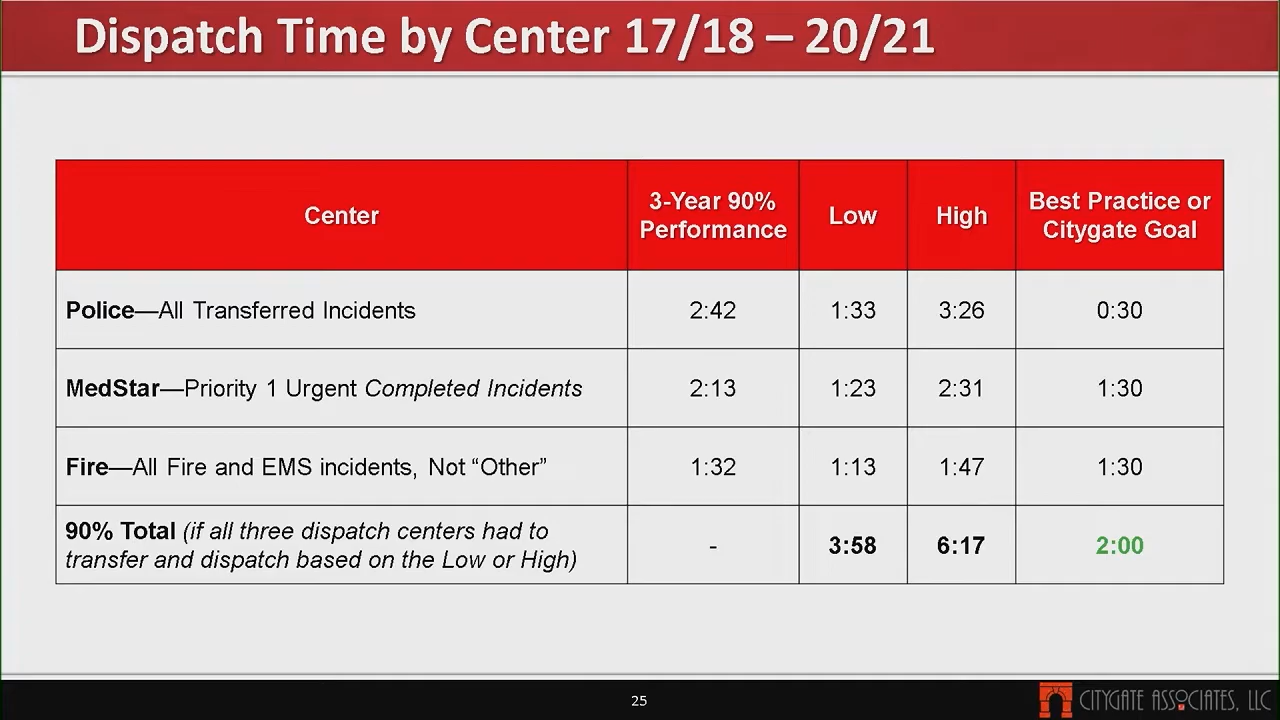 Dispatch Time by Center 17/18 – 20/21
Center
3-Year 90%
Performance
Low
High
Best Practice or
Citygate Goal
Police—All Transferred Incidents
2:42
1:33
3:26
0:30
MedStar—Priority 1 Urgent Completed Incidents
2:13
1:23
2:31
1:30
Fire—All Fire and EMS incidents, Not “Other”
1:32
1:13
1:47
1:30
90% Total (if all three dispatch centers had to
transfer and dispatch based on the Low or High)
-
3:58
6:17
2:00
25
CITYGATE ASSOCIATES, LLC